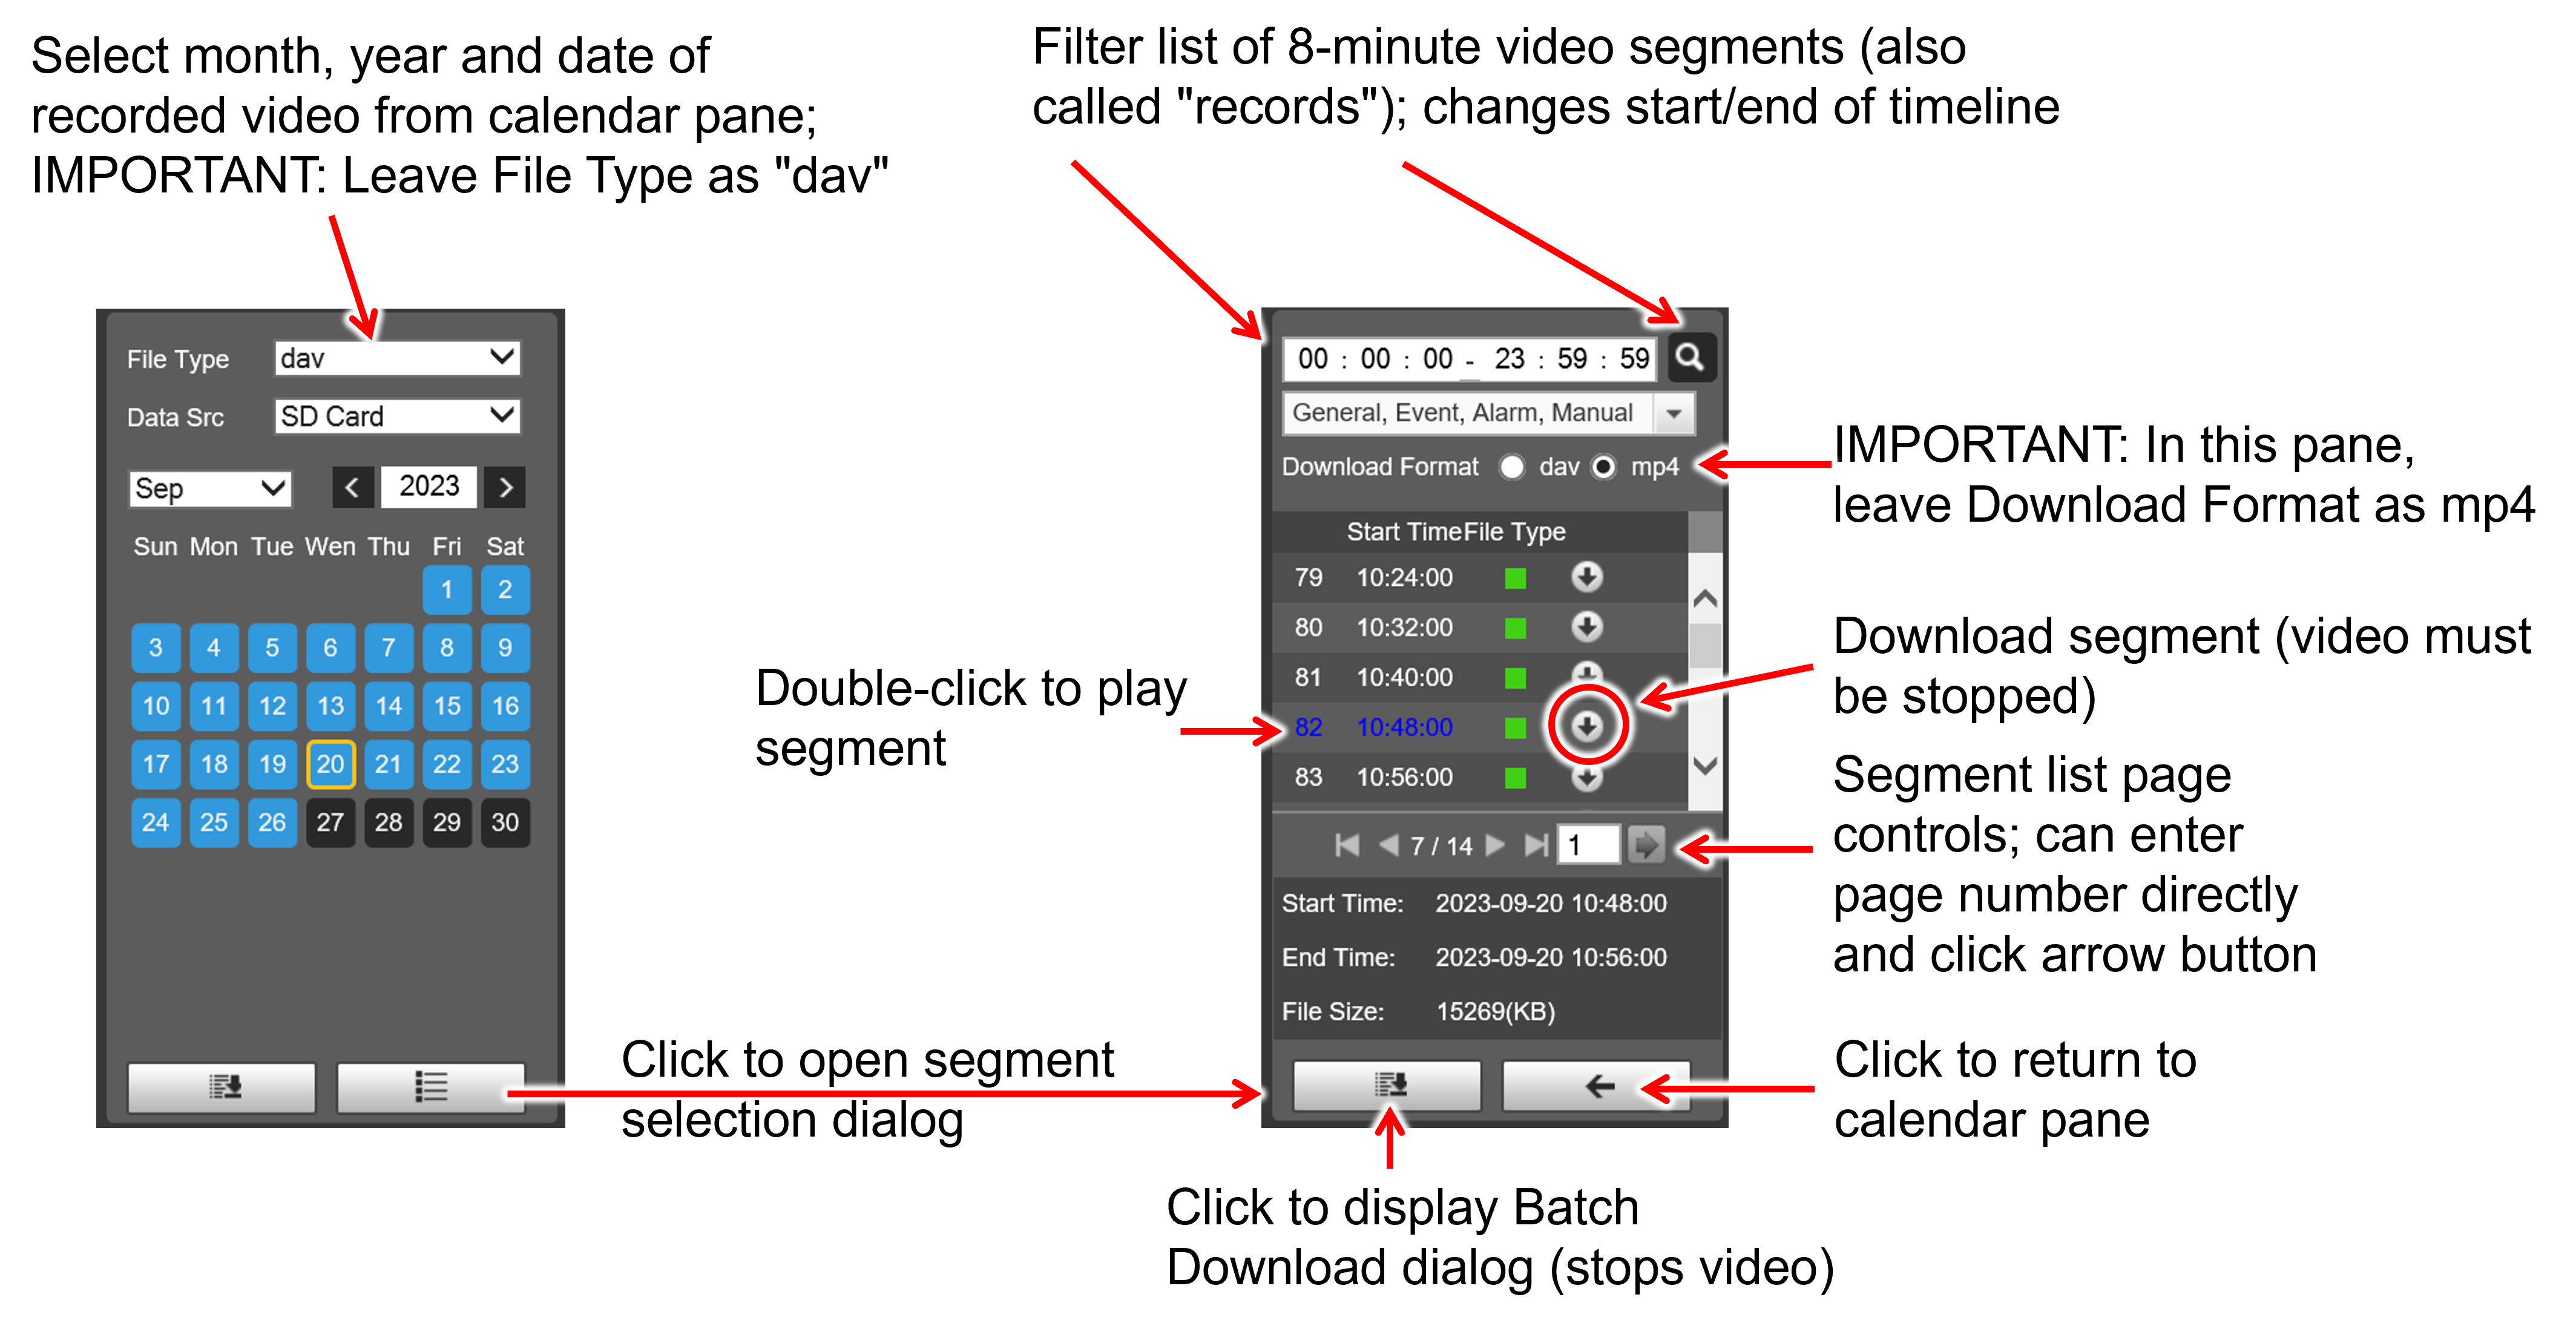 Select month, year and date of
recorded video from calendar pane;
IMPORTANT: Leave File Type as "dav"
Filter list of 8-minute video segments (also
called "records"); changes start/end of timeline
File Type dav
Data Src SD Card
Sep 2023
Sun Mon Tue Wen Thu Fri Sat
1 2
3 4 5 6 7 8 9
10 11 12 13 14 15 16
17 18 19 20 21 22 23
24 25 26 27 28 29 30
00 : 00 : 00 - 23 : 59 : 59
General, Event, Alarm, Manual
Download Format dav mp4
Start TimeFile Type
79 10:24:00
80 10:32:00
81 10:40:00
82 10:48:00
83 10:56:00
7 / 14 1
Start Time: 2023-09-20 10:48:00
End Time: 2023-09-20 10:56:00
File Size: 15269(KB)
IMPORTANT: In this pane,
leave Download Format as mp4
Double-click to play
segment
Download segment (video must
be stopped)
Segment list page
controls; can enter
page number directly
and click arrow button
Click to open segment
selection dialog
Click to return to
calendar pane
Click to display Batch
Download dialog (stops video)